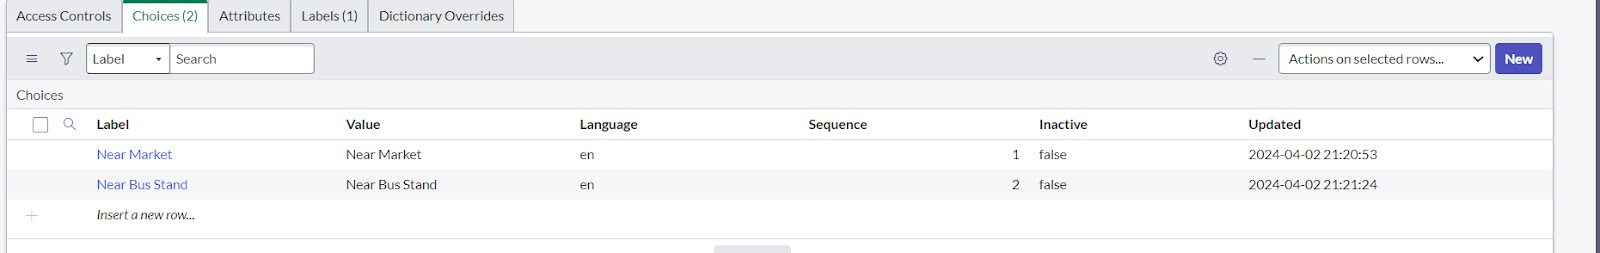 Access Controls Choices (2) Attributes Labels (1) Dictionary Overrides
Label Search Actions on selected rows... New
Choices
Label Value Language Sequence Inactive Updated
Near Market Near Market en 1 false 2024-04-02 21:20:53
Near Bus Stand Near Bus Stand en 2 false 2024-04-02 21:21:24
Insert a new row...